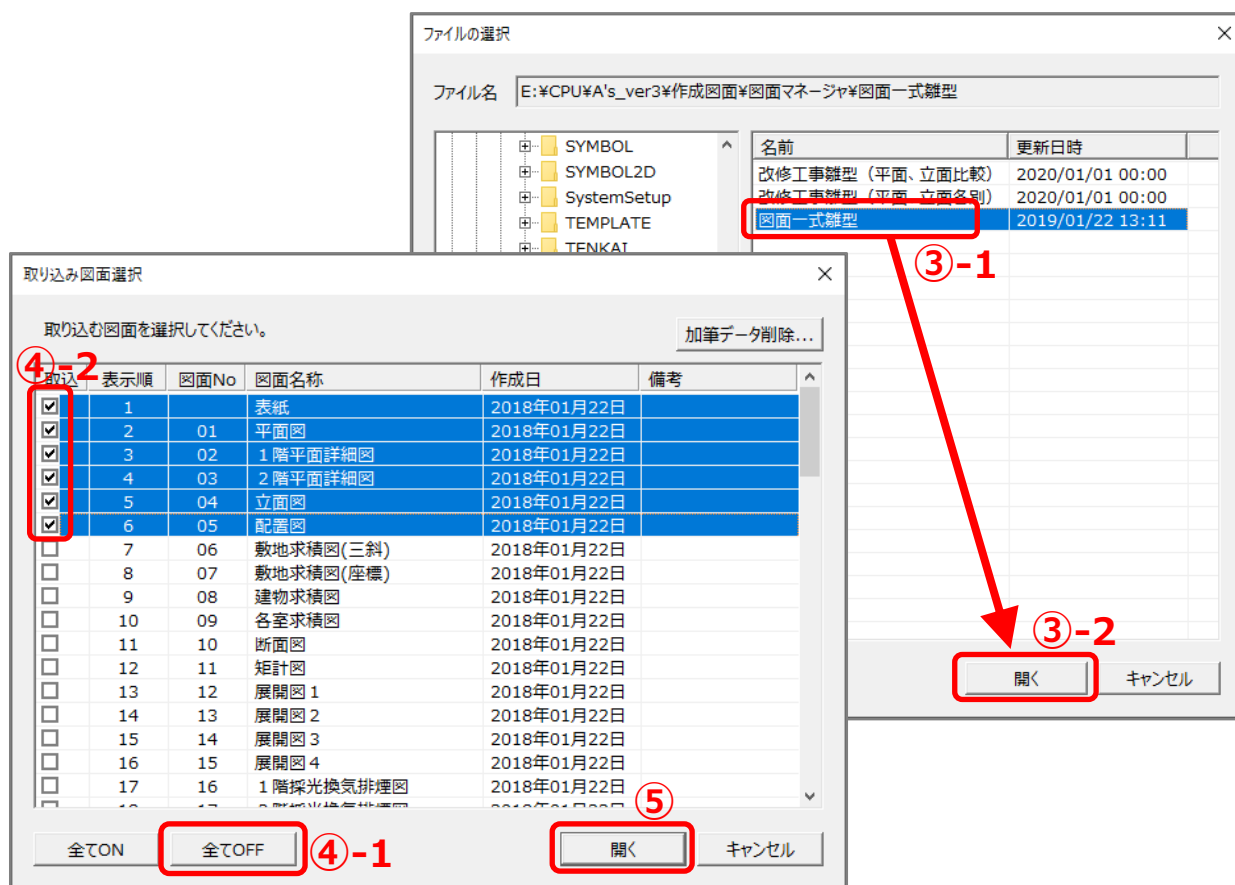 ファイルの選択
ファイル名 E:¥CPU¥A's_ver3¥作成図面¥図面マネージャ¥図面一式雛型
SYMBOL
SYMBOL2D
SystemSetup
TEMPLATE
TENKAI
名前 更新日時
改修工事雛型（平面、立面比較） 2020/01/01 00:00
改修工事雛型（平面、立面各別） 2020/01/01 00:00
図面一式雛型 2019/01/22 13:11
③-1
③-2
開く キャンセル
取り込み図面選択
取り込む図面を選択してください。
加筆データ削除...
④-2
取込 表示順 図面No 図面名称 作成日 備考
1 表紙 2018年01月22日
2 01 平面図 2018年01月22日
3 02 １階平面詳細図 2018年01月22日
4 03 ２階平面詳細図 2018年01月22日
5 04 立面図 2018年01月22日
6 05 配置図 2018年01月22日
7 06 敷地求積図(三斜) 2018年01月22日
8 07 敷地求積図(座標) 2018年01月22日
9 08 建物求積図 2018年01月22日
10 09 各室求積図 2018年01月22日
11 10 断面図 2018年01月22日
12 11 矩計図 2018年01月22日
13 12 展開図１ 2018年01月22日
14 13 展開図２ 2018年01月22日
15 14 展開図３ 2018年01月22日
16 15 展開図４ 2018年01月22日
17 16 １階採光換気排煙図 2018年01月22日
⑤
全てON 全てOFF ④-1 開く キャンセル